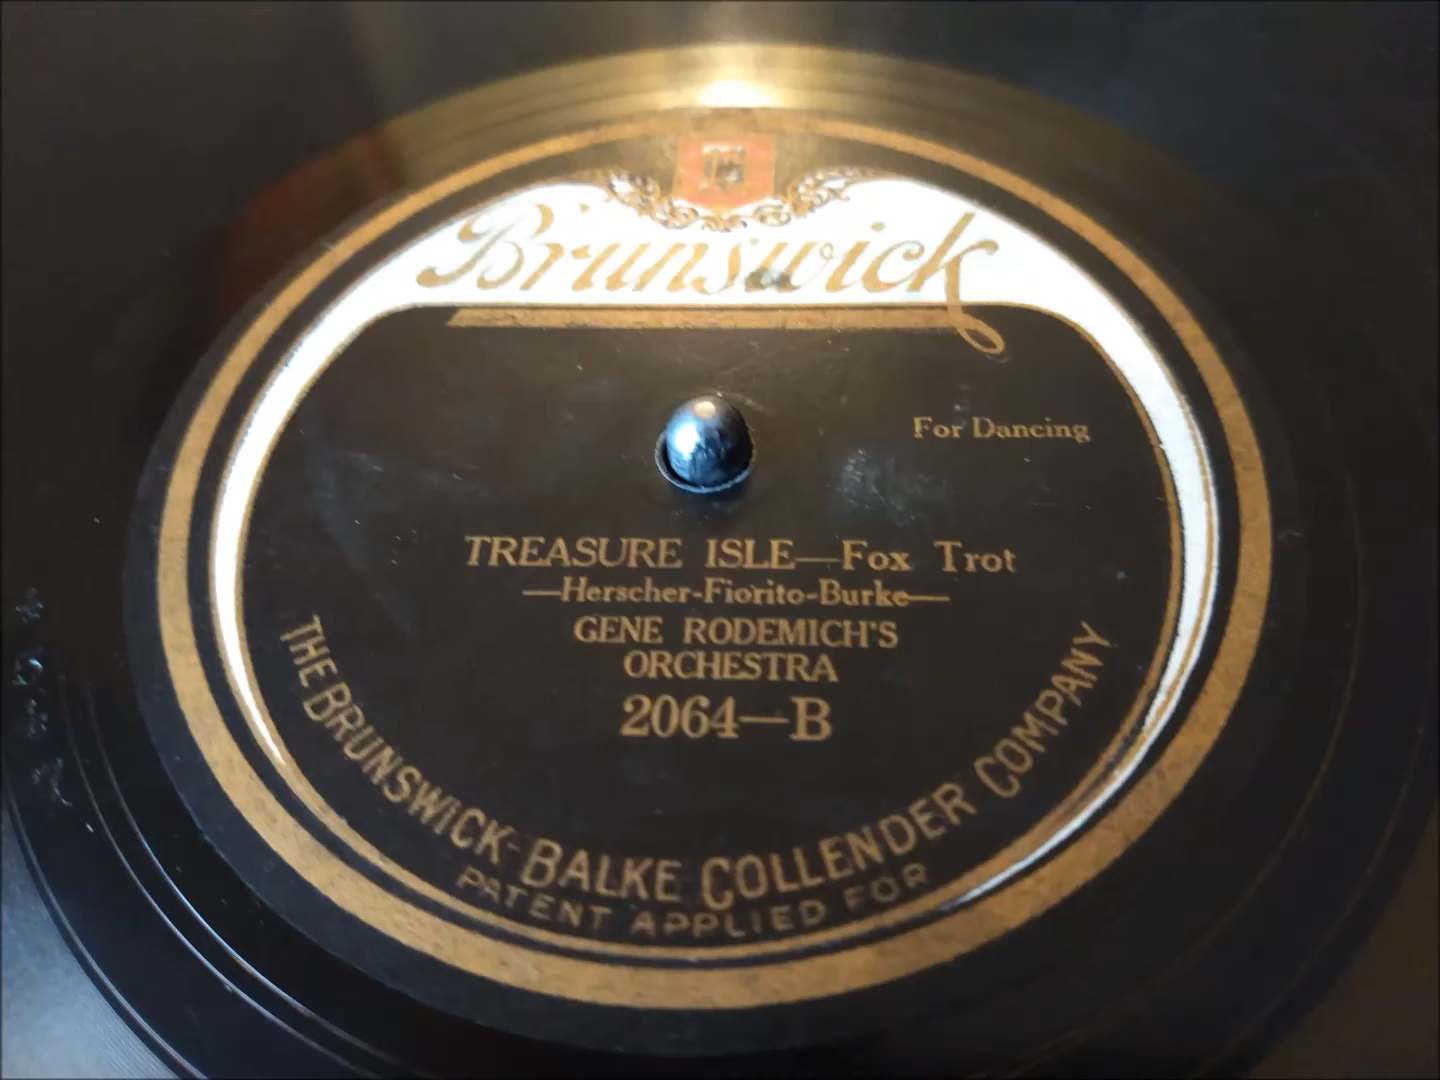 Brunswick
For Dancing
TREASURE ISLE—Fox Trot
—Herscher-Fiorito-Burke—
GENE RODEMICH'S
ORCHESTRA
2064—B
THE BRUNSWICK-BALKE COLLENDER COMPANY
PATENT APPLIED FOR